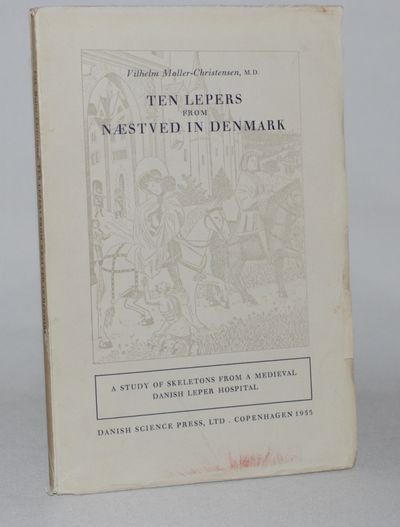 Vilhelm Møller-Christensen, M.D.
TEN LEPERS
FROM
NÆSTVED IN DENMARK
A STUDY OF SKELETONS FROM A MEDIEVAL
DANISH LEPER HOSPITAL
DANISH SCIENCE PRESS, LTD . COPENHAGEN 1953